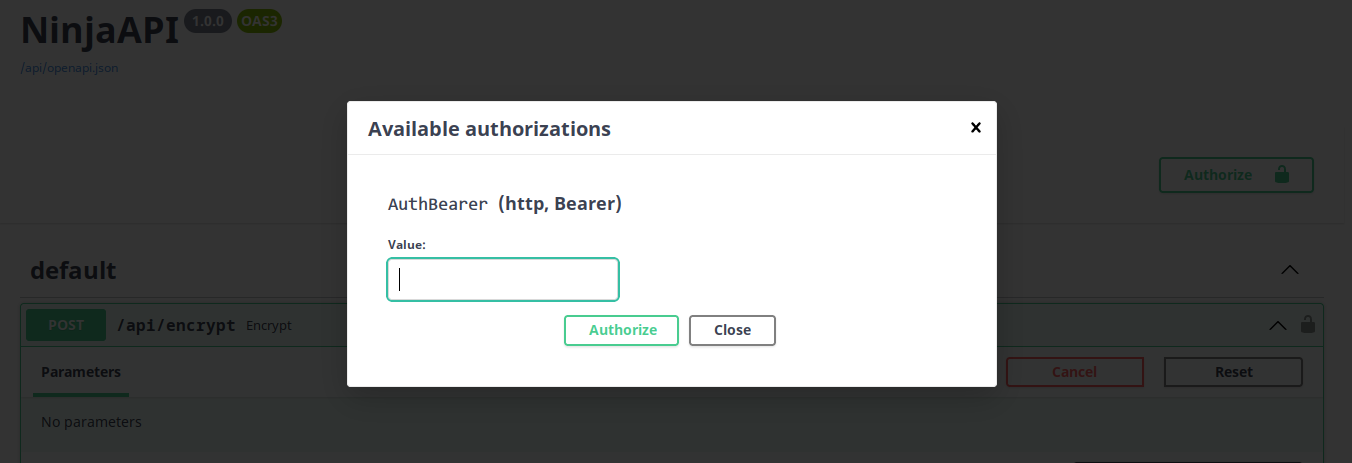 NinjaAPI 1.0.0 OAS3
/api/openapi.json
Available authorizations
Authorize
AuthBearer (http, Bearer)
Value:
Authorize Close
default
POST /api/encrypt Encrypt
Parameters Cancel Reset
No parameters